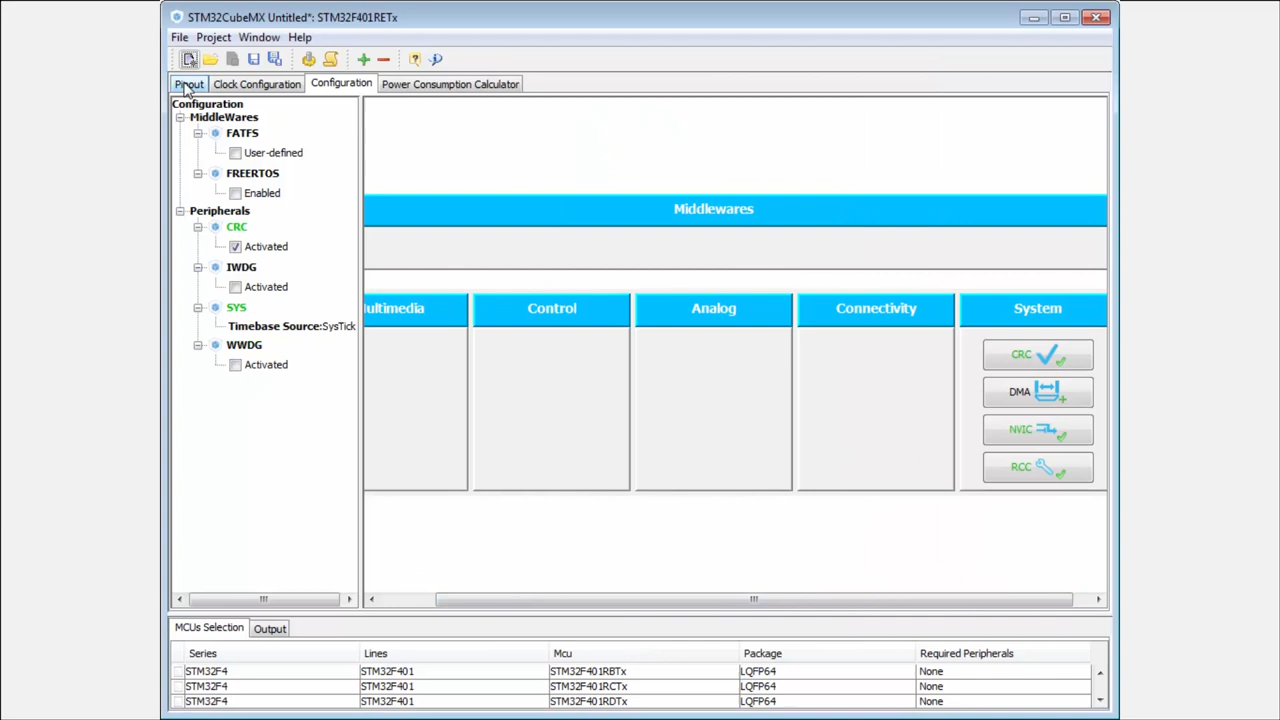 STM32CubeMX Untitled*: STM32F401RETx
File Project Window Help
Pinout Clock Configuration Configuration Power Consumption Calculator
Configuration
MiddleWares
FATFS
User-defined
FREERTOS
Enabled
Peripherals
CRC
Activated
IWDG
Activated
SYS
Timebase Source:SysTick
WWDG
Activated
Middlewares
ultimedia Control Analog Connectivity System
CRC
DMA
NVIC
RCC
MCUs Selection Output
Series Lines Mcu Package Required Peripherals
STM32F4 STM32F401 STM32F401RBTx LQFP64 None
STM32F4 STM32F401 STM32F401RCTx LQFP64 None
STM32F4 STM32F401 STM32F401RDTx LQFP64 None